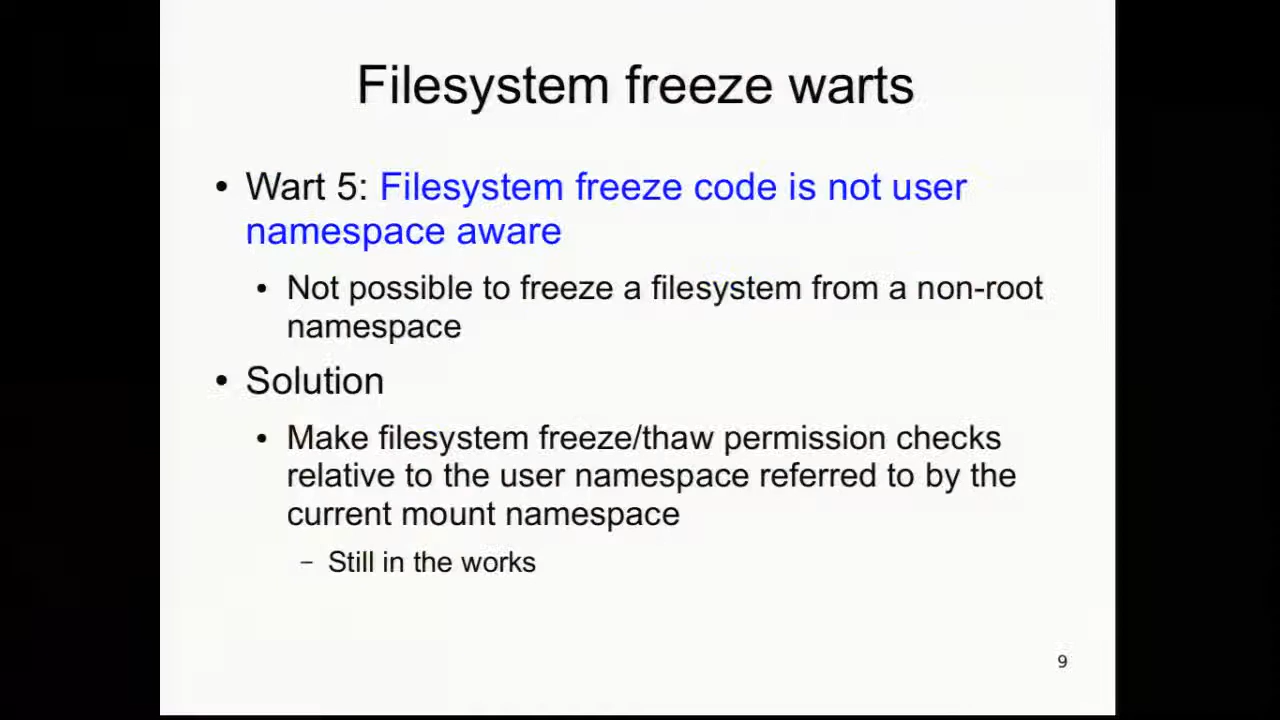 Filesystem freeze warts
• Wart 5: Filesystem freeze code is not user
namespace aware
• Not possible to freeze a filesystem from a non-root
namespace
• Solution
• Make filesystem freeze/thaw permission checks
relative to the user namespace referred to by the
current mount namespace
– Still in the works
9